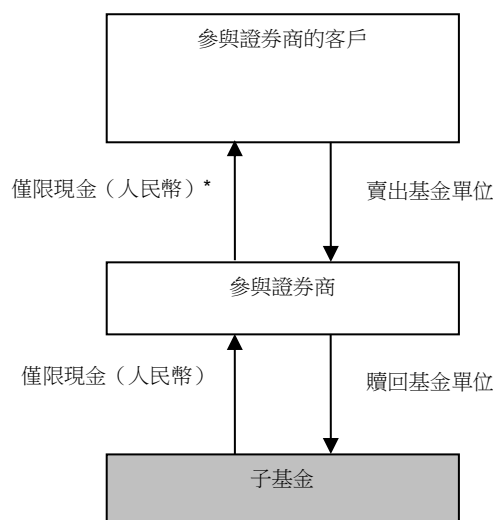 參與證券商的客戶
僅限現金（人民幣）*
賣出基金單位
參與證券商
僅限現金（人民幣）
贖回基金單位
子基金